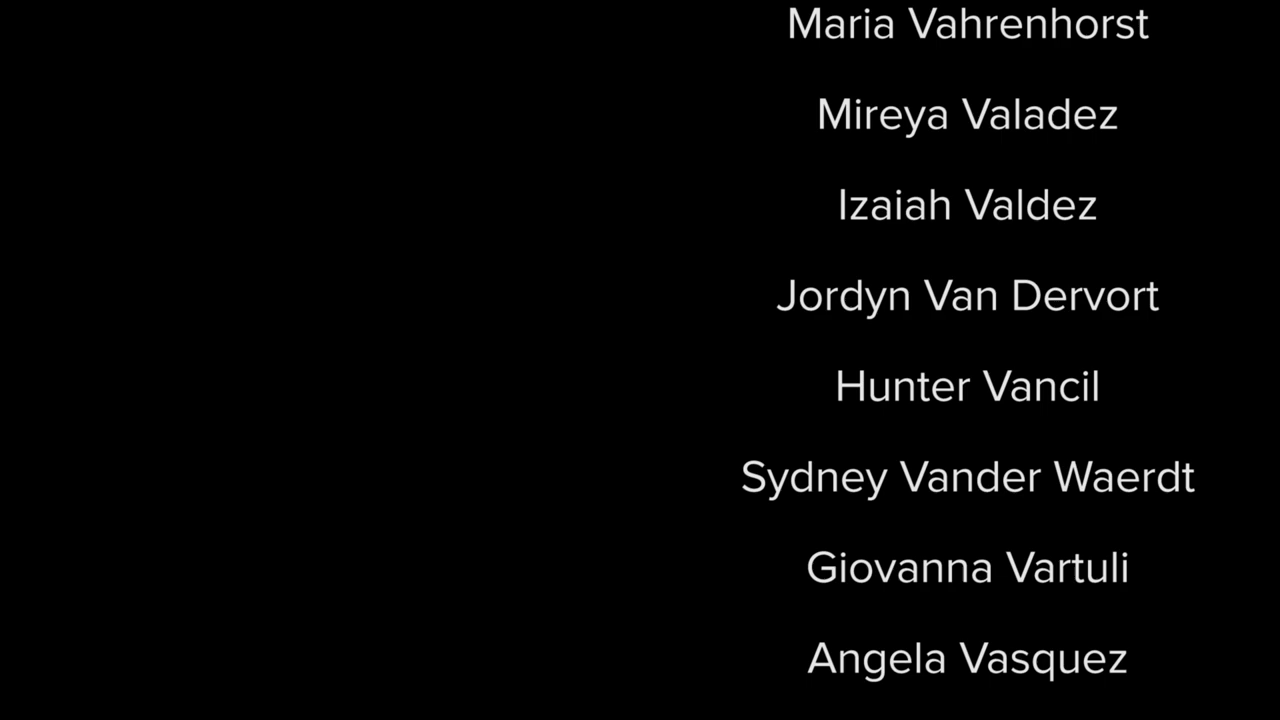 Maria Vahrenhorst
Mireya Valadez
Izaiah Valdez
Jordyn Van Dervort
Hunter Vancil
Sydney Vander Waerdt
Giovanna Vartuli
Angela Vasquez